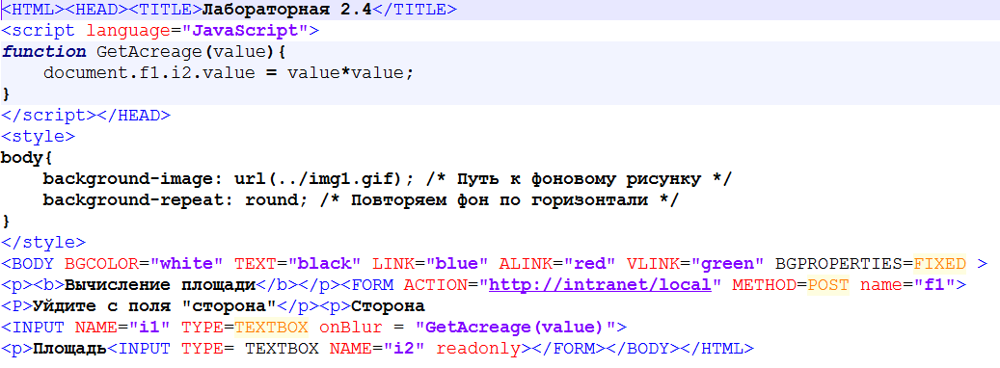 <HTML><HEAD><TITLE>Лабораторная 2.4</TITLE>
<script language="JavaScript">
function GetAcreage(value){
    document.f1.i2.value = value*value;
}
</script></HEAD>
<style>
body{
    background-image: url(../img1.gif); /* Путь к фоновому рисунку */
    background-repeat: round; /* Повторяем фон по горизонтали */
}
</style>
<BODY BGCOLOR="white" TEXT="black" LINK="blue" ALINK="red" VLINK="green" BGPROPERTIES=FIXED >
<p><b>Вычисление площади</b></p><FORM ACTION="http://intranet/local" METHOD=POST name="f1">
<P>Уйдите с поля "сторона"</p><p>Сторона
<INPUT NAME="i1" TYPE=TEXTBOX onBlur = "GetAcreage(value)">
<p>Площадь<INPUT TYPE= TEXTBOX NAME="i2" readonly></FORM></BODY></HTML>